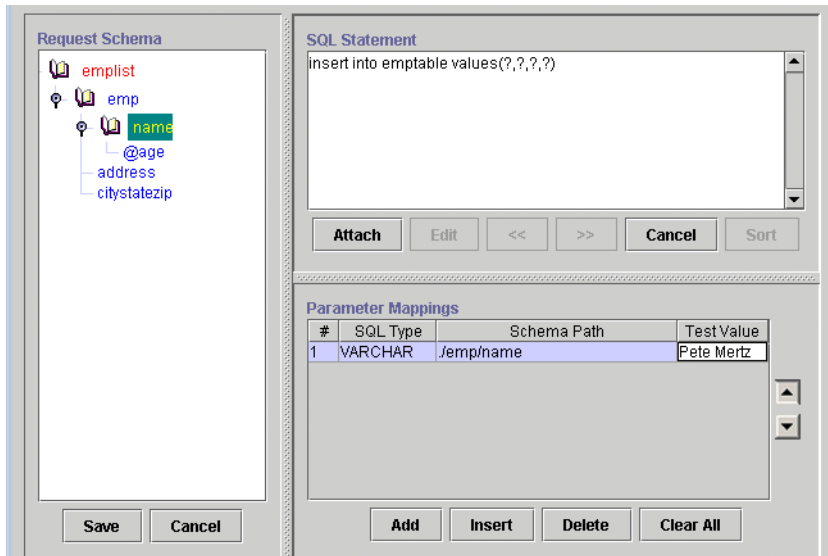 Request Schema
emplist
emp
name
@age
address
citystatezip
Save Cancel
SQL Statement
insert into emptable values(?,?,?,?)
Attach Edit << >> Cancel Sort
Parameter Mappings
# SQL Type Schema Path Test Value
1 VARCHAR ./emp/name Pete Mertz
Add Insert Delete Clear All